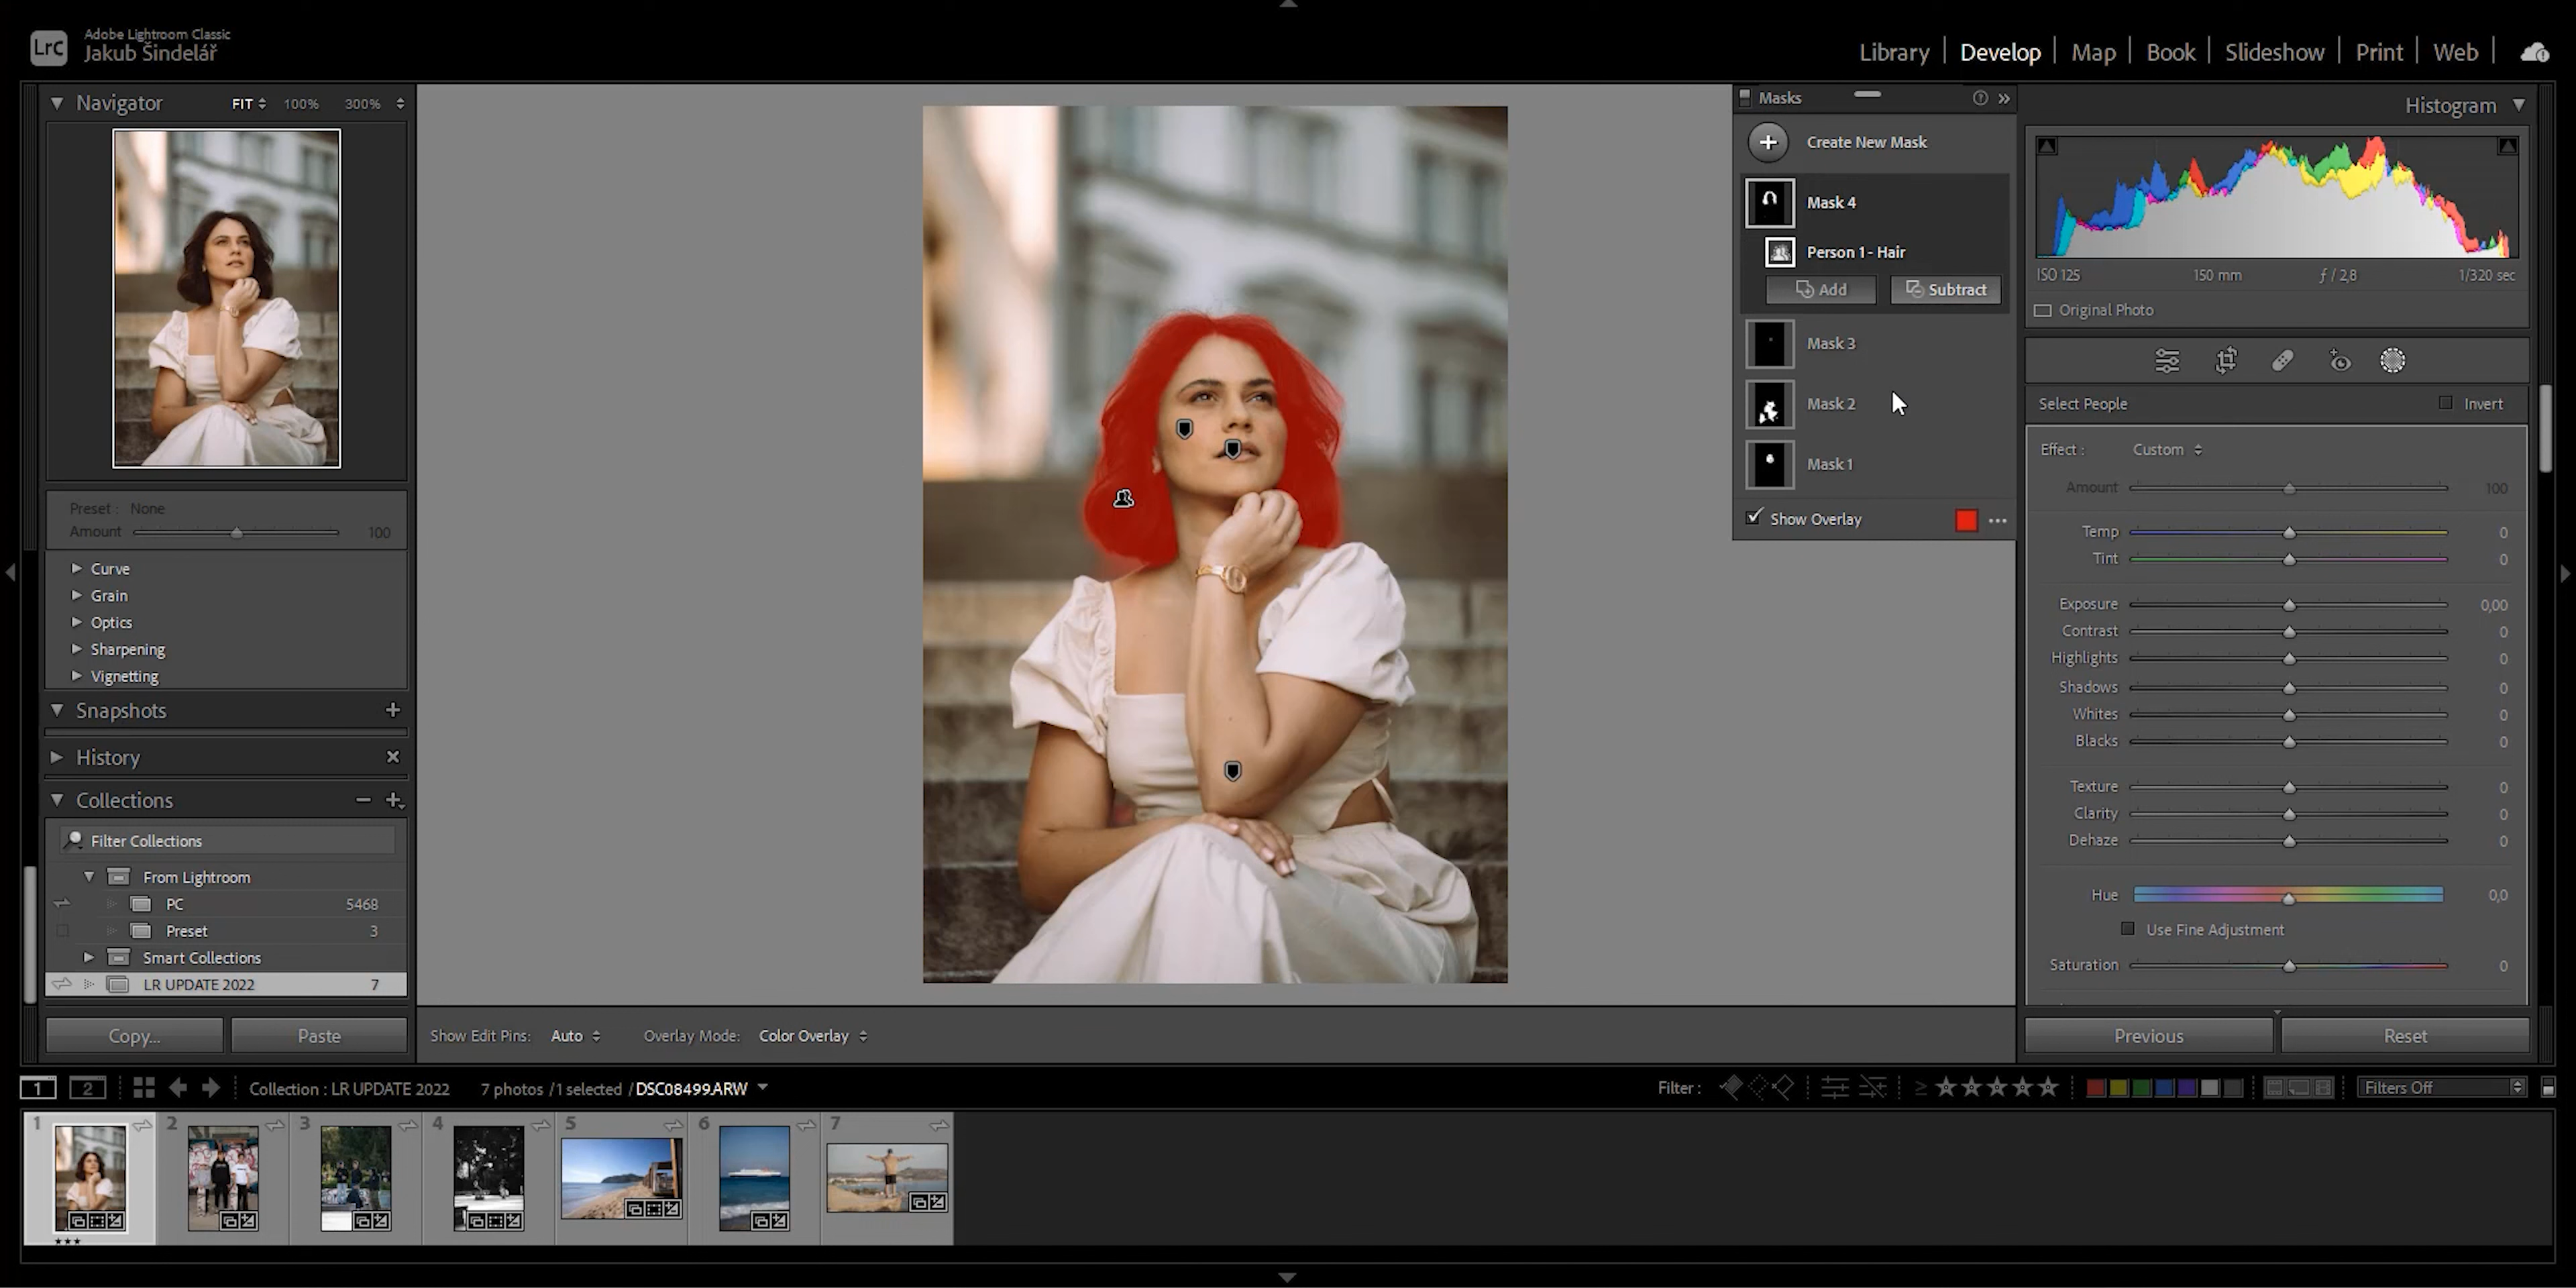 LrC
Adobe Lightroom Classic
Jakub Šindelář
Library | Develop | Map | Book | Slideshow | Print | Web
Navigator FIT 100% 300%
Preset : None
Amount 100
Curve
Grain
Optics
Sharpening
Vignetting
Snapshots
History
Collections
Filter Collections
From Lightroom
PC 5468
Preset 3
Smart Collections
LR UPDATE 2022 7
Copy...
Paste
Show Edit Pins: Auto
Overlay Mode: Color Overlay
Masks
Create New Mask
Mask 4
Person 1 - Hair
Add
Subtract
Mask 3
Mask 2
Mask 1
Show Overlay
Histogram
ISO 125 150 mm ƒ / 2,8 1/320 sec
Original Photo
Select People Invert
Effect : Custom
Amount 100
Temp 0
Tint 0
Exposure 0,00
Contrast 0
Highlights 0
Shadows 0
Whites 0
Blacks 0
Texture 0
Clarity 0
Dehaze 0
Hue 0,0
Use Fine Adjustment
Saturation 0
Previous
Reset
1 2 Collection : LR UPDATE 2022 7 photos / 1 selected / DSC08499.ARW
Filter : ≥ Filters Off
1 2 3 4 5 6 7